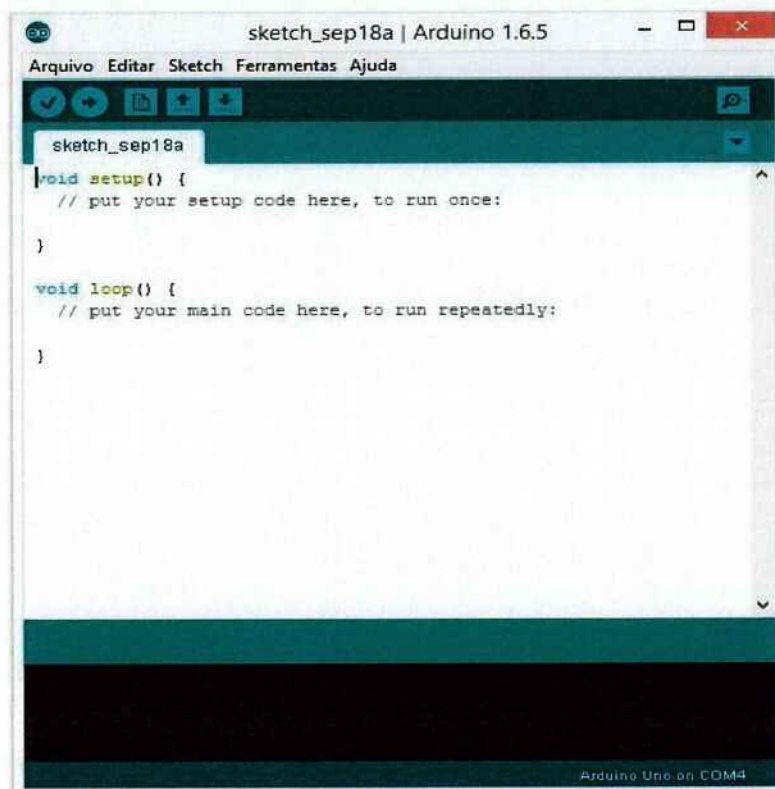 sketch_sep18a | Arduino 1.6.5
Arquivo Editar Sketch Ferramentas Ajuda
sketch_sep18a
void setup() {
// put your setup code here, to run once:
}
void loop() {
// put your main code here, to run repeatedly:
}
Arduino Uno on COM4